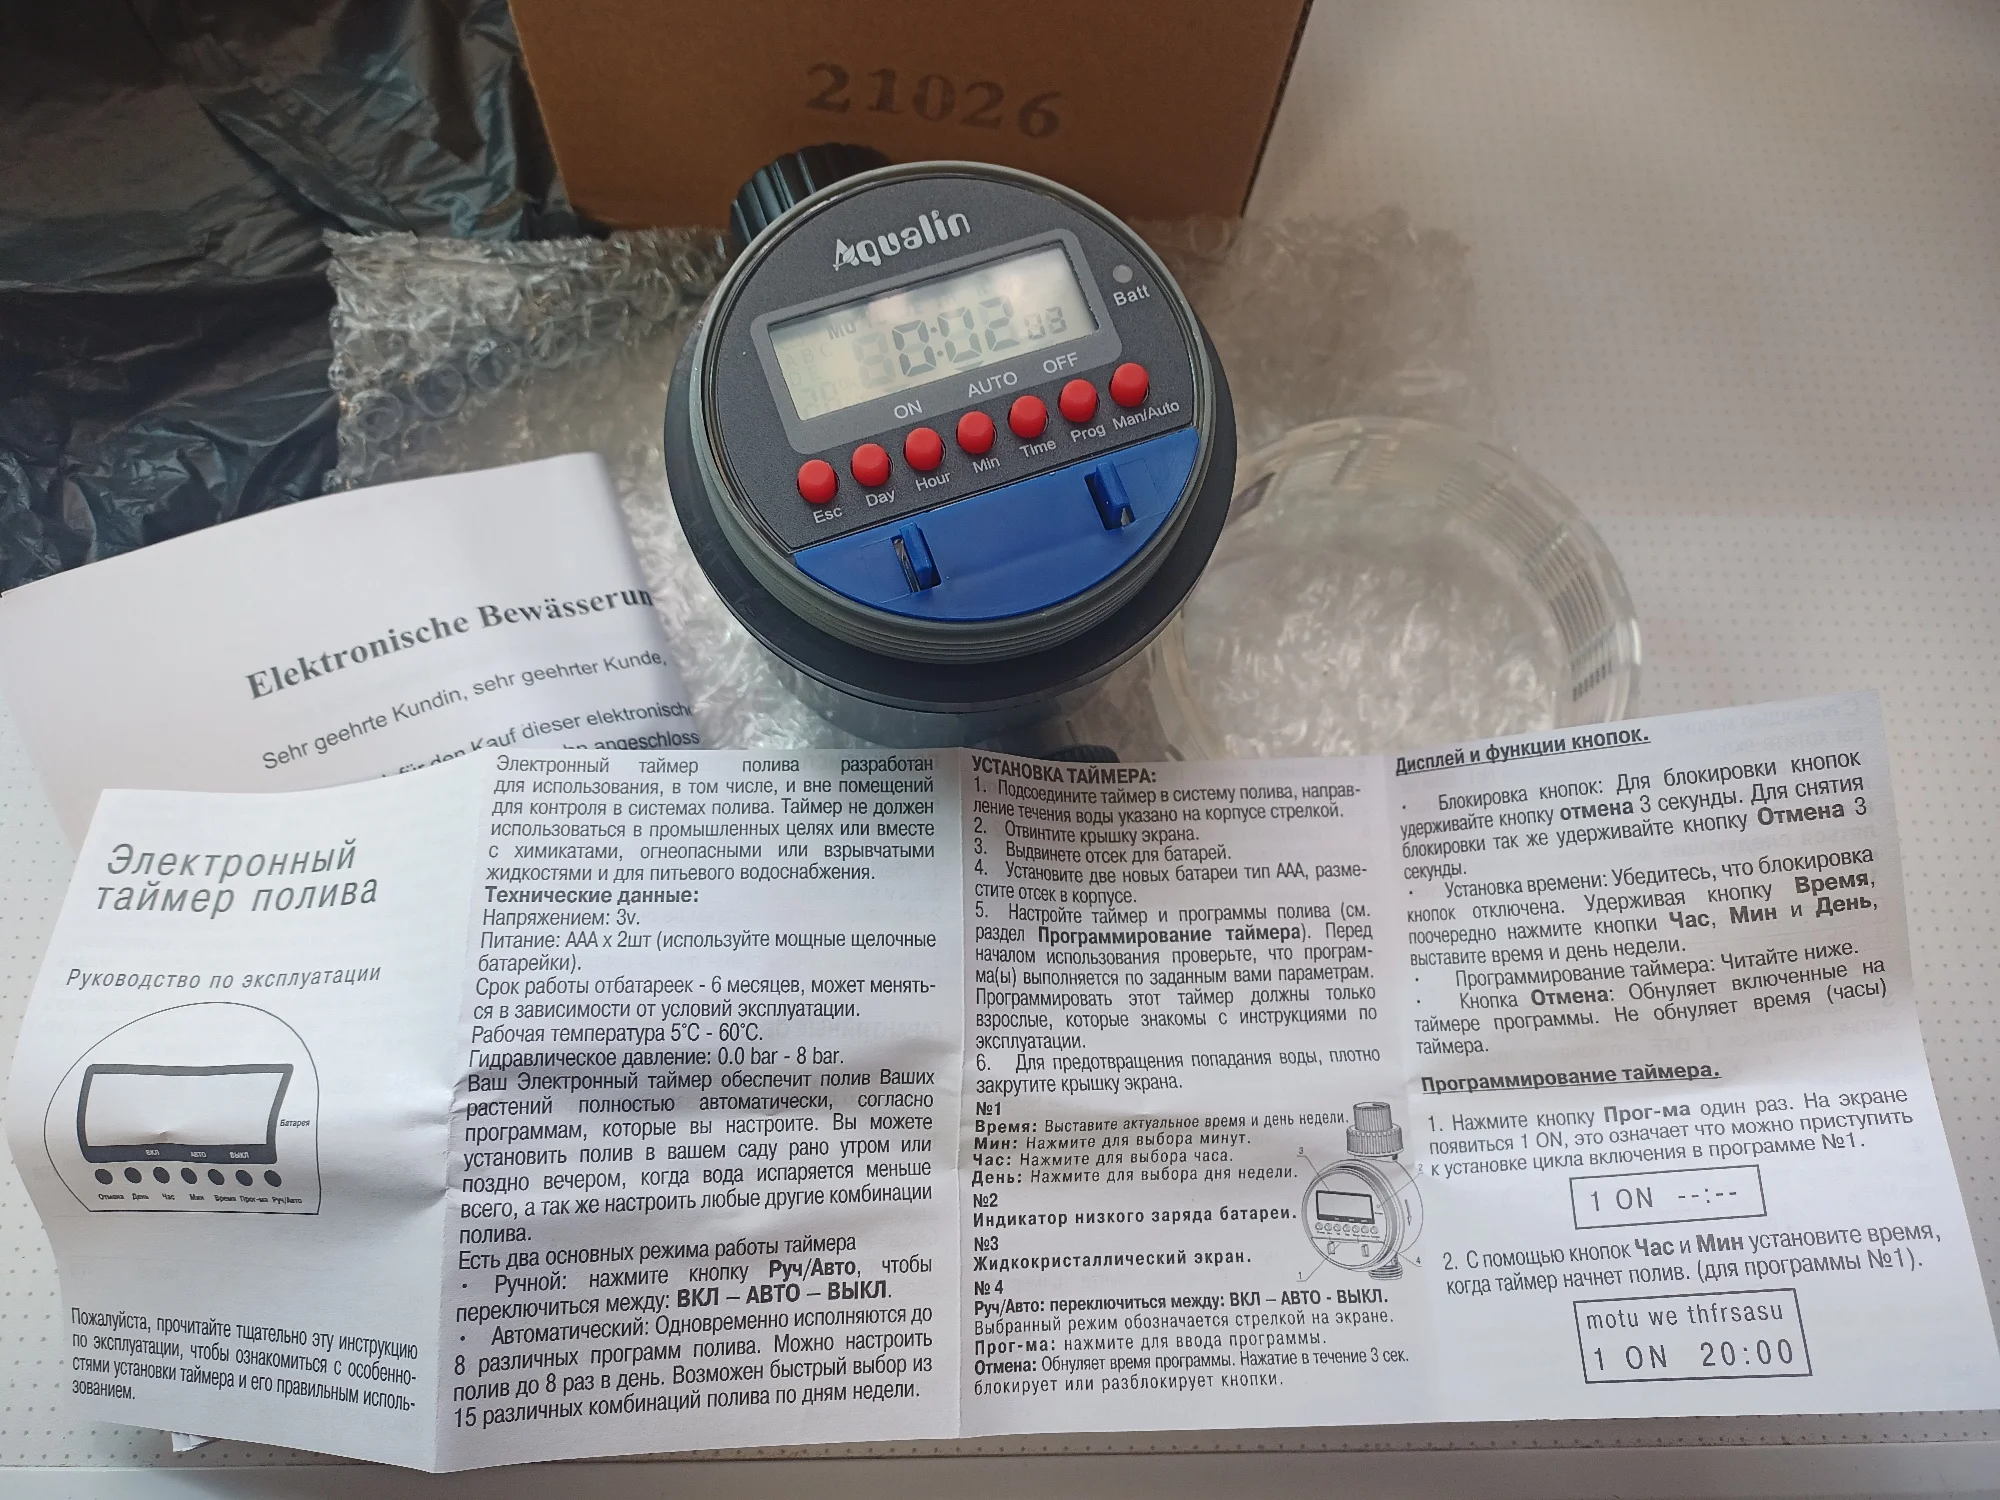 21026
Aqualin
Batt
MO
0:02 03
ON AUTO OFF
Esc Day Hour Min Time Prog Man/Auto
Elektronische Bewässerun
Sehr geehrte Kundin, sehr geehrter Kunde,
für den Kauf dieser elektronisch
angeschloss
Электронный
таймер полива
Руководство по эксплуатации
Батарея
ВКЛ АВТО ВЫКЛ
Отмена День Час Мин Время Прог-ма Руч/Авто
Пожалуйста, прочитайте тщательно эту инструкцию
по эксплуатации, чтобы ознакомиться с особенно-
стями установки таймера и его правильным исполь-
зованием.
Электронный таймер полива разработан
для использования, в том числе, и вне помещений
для контроля в системах полива. Таймер не должен
использоваться в промышленных целях или вместе
с химикатами, огнеопасными или взрывчатыми
жидкостями и для питьевого водоснабжения.
Технические данные:
Напряжением: 3v.
Питание: AAA x 2шт (используйте мощные щелочные
батарейки).
Срок работы отбатареек - 6 месяцев, может менять-
ся в зависимости от условий эксплуатации.
Рабочая температура 5°C - 60°C.
Гидравлическое давление: 0.0 bar - 8 bar.
Ваш Электронный таймер обеспечит полив Ваших
растений полностью автоматически, согласно
программам, которые вы настроите. Вы можете
установить полив в вашем саду рано утром или
поздно вечером, когда вода испаряется меньше
всего, а так же настроить любые другие комбинации
полива.
Есть два основных режима работы таймера
· Ручной: нажмите кнопку Руч/Авто, чтобы
переключиться между: ВКЛ – АВТО – ВЫКЛ.
· Автоматический: Одновременно исполняются до
8 различных программ полива. Можно настроить
полив до 8 раз в день. Возможен быстрый выбор из
15 различных комбинаций полива по дням недели.
УСТАНОВКА ТАЙМЕРА:
1. Подсоедините таймер в систему полива, направ-
ление течения воды указано на корпусе стрелкой.
2. Отвинтите крышку экрана.
3. Выдвинете отсек для батарей.
4. Установите две новых батареи тип AAA, разме-
стите отсек в корпусе.
5. Настройте таймер и программы полива (см.
раздел Программирование таймера). Перед
началом использования проверьте, что програм-
ма(ы) выполняется по заданным вами параметрам.
Программировать этот таймер должны только
взрослые, которые знакомы с инструкциями по
эксплуатации.
6. Для предотвращения попадания воды, плотно
закрутите крышку экрана.
№1
Время: Выставите актуальное время и день недели.
Мин: Нажмите для выбора минут.
Час: Нажмите для выбора часа.
День: Нажмите для выбора дня недели.
№2
Индикатор низкого заряда батареи.
№3
Жидкокристаллический экран.
№ 4
Руч/Авто: переключиться между: ВКЛ – АВТО - ВЫКЛ.
Выбранный режим обозначается стрелкой на экране.
Прог-ма: нажмите для ввода программы.
Отмена: Обнуляет время программы. Нажатие в течение 3 сек.
блокирует или разблокирует кнопки.
3
2
1
4
Дисплей и функции кнопок.
· Блокировка кнопок: Для блокировки кнопок
удерживайте кнопку отмена 3 секунды. Для снятия
блокировки так же удерживайте кнопку Отмена 3
секунды.
· Установка времени: Убедитесь, что блокировка
кнопок отключена. Удерживая кнопку Время,
поочередно нажмите кнопки Час, Мин и День,
выставите время и день недели.
· Программирование таймера: Читайте ниже.
· Кнопка Отмена: Обнуляет включенные на
таймере программы. Не обнуляет время (часы)
таймера.
Программирование таймера.
1. Нажмите кнопку Прог-ма один раз. На экране
появиться 1 ON, это означает что можно приступить
к установке цикла включения в программе №1.
1 ON --:--
2. С помощью кнопок Час и Мин установите время,
когда таймер начнет полив. (для программы №1).
motu we thfrsasu
1 ON 20:00